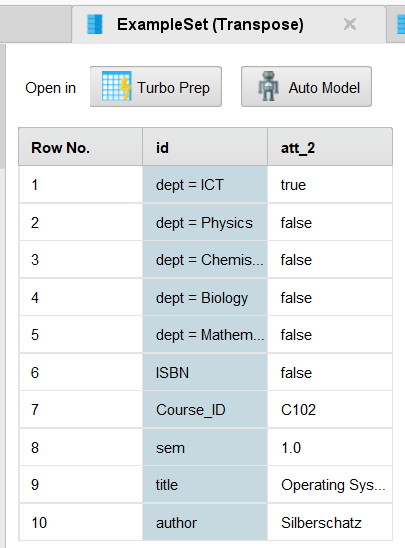 ExampleSet (Transpose)
Open in Turbo Prep Auto Model
Row No. id att_2
1 dept = ICT true
2 dept = Physics false
3 dept = Chemis... false
4 dept = Biology false
5 dept = Mathem... false
6 ISBN false
7 Course_ID C102
8 sem 1.0
9 title Operating Sys...
10 author Silberschatz